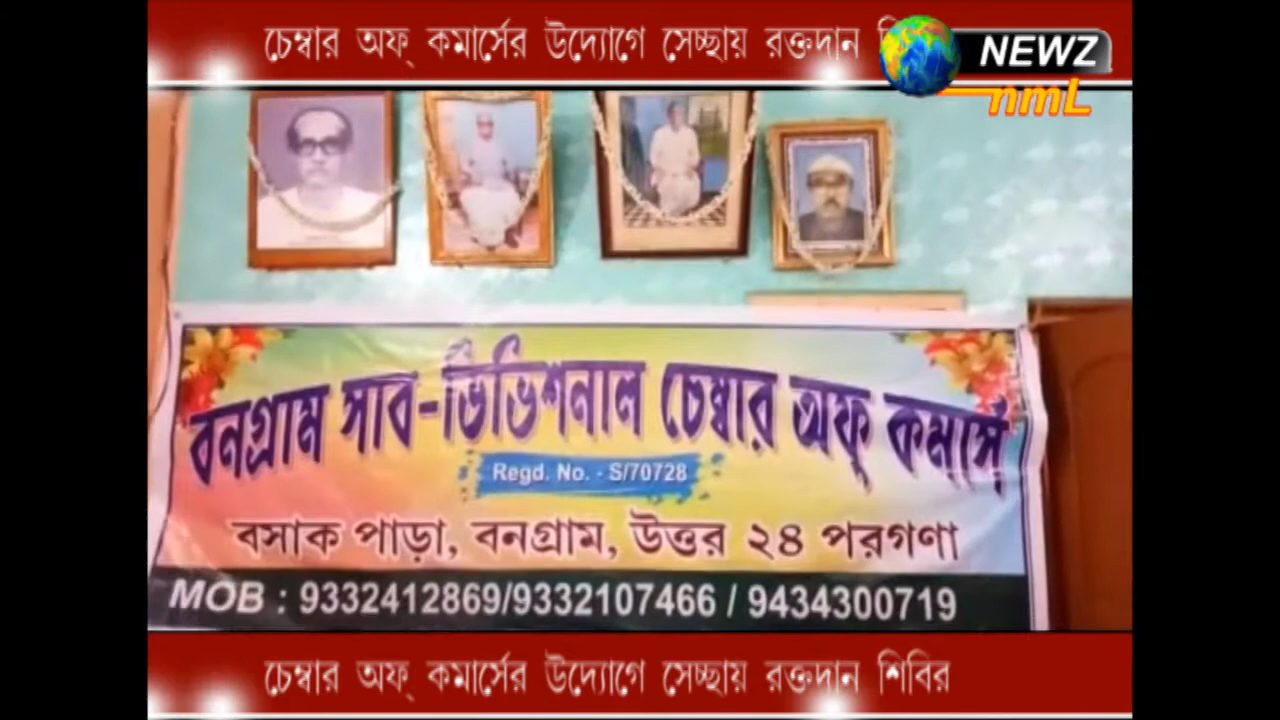 চেম্বার অফ্ কমার্সের উদ্যোগে সেচ্ছায় রক্তদান
NEWZ
nmL
বনগ্রাম সাব-ডিভিশনাল চেম্বার অফ্ কমার্স
Regd. No. - S/70728
বসাক পাড়া, বনগ্রাম, উত্তর ২৪ পরগণা
MOB : 9332412869/9332107466 / 9434300719
চেম্বার অফ্ কমার্সের উদ্যোগে সেচ্ছায় রক্তদান শিবির